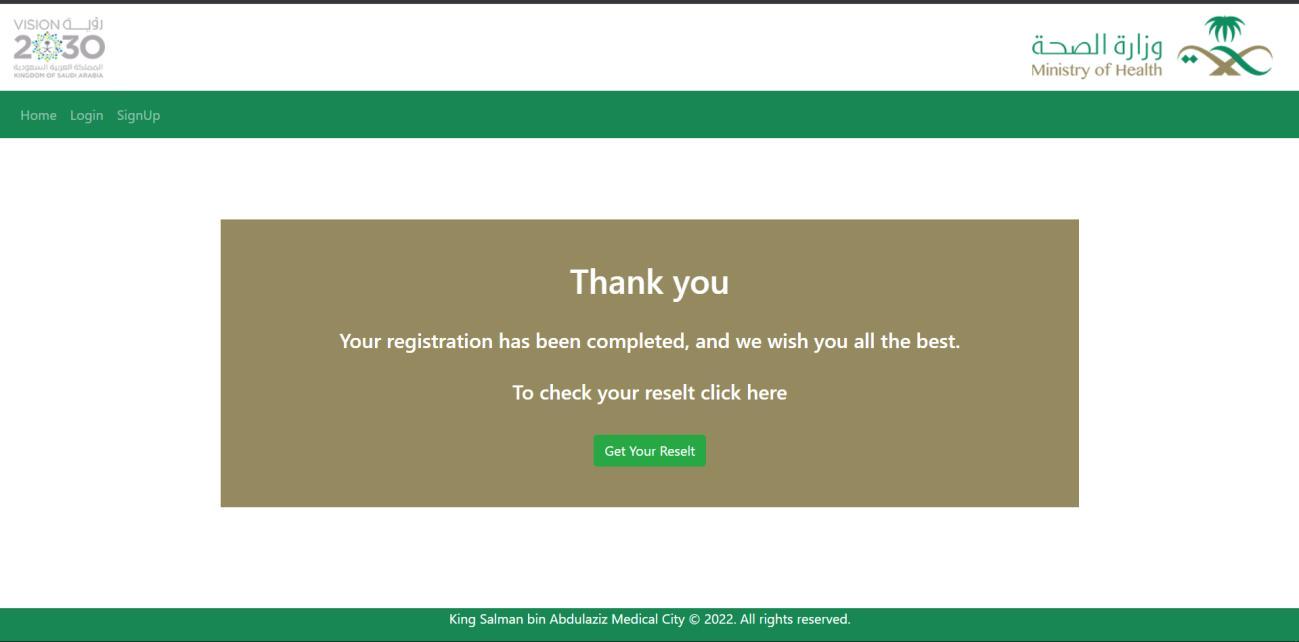 VISION رؤيــة
2030
المملكة العربية السعودية
KINGDOM OF SAUDI ARABIA
وزارة الصحة
Ministry of Health
Home Login SignUp
Thank you
Your registration has been completed, and we wish you all the best.
To check your reselt click here
Get Your Reselt
King Salman bin Abdulaziz Medical City © 2022. All rights reserved.